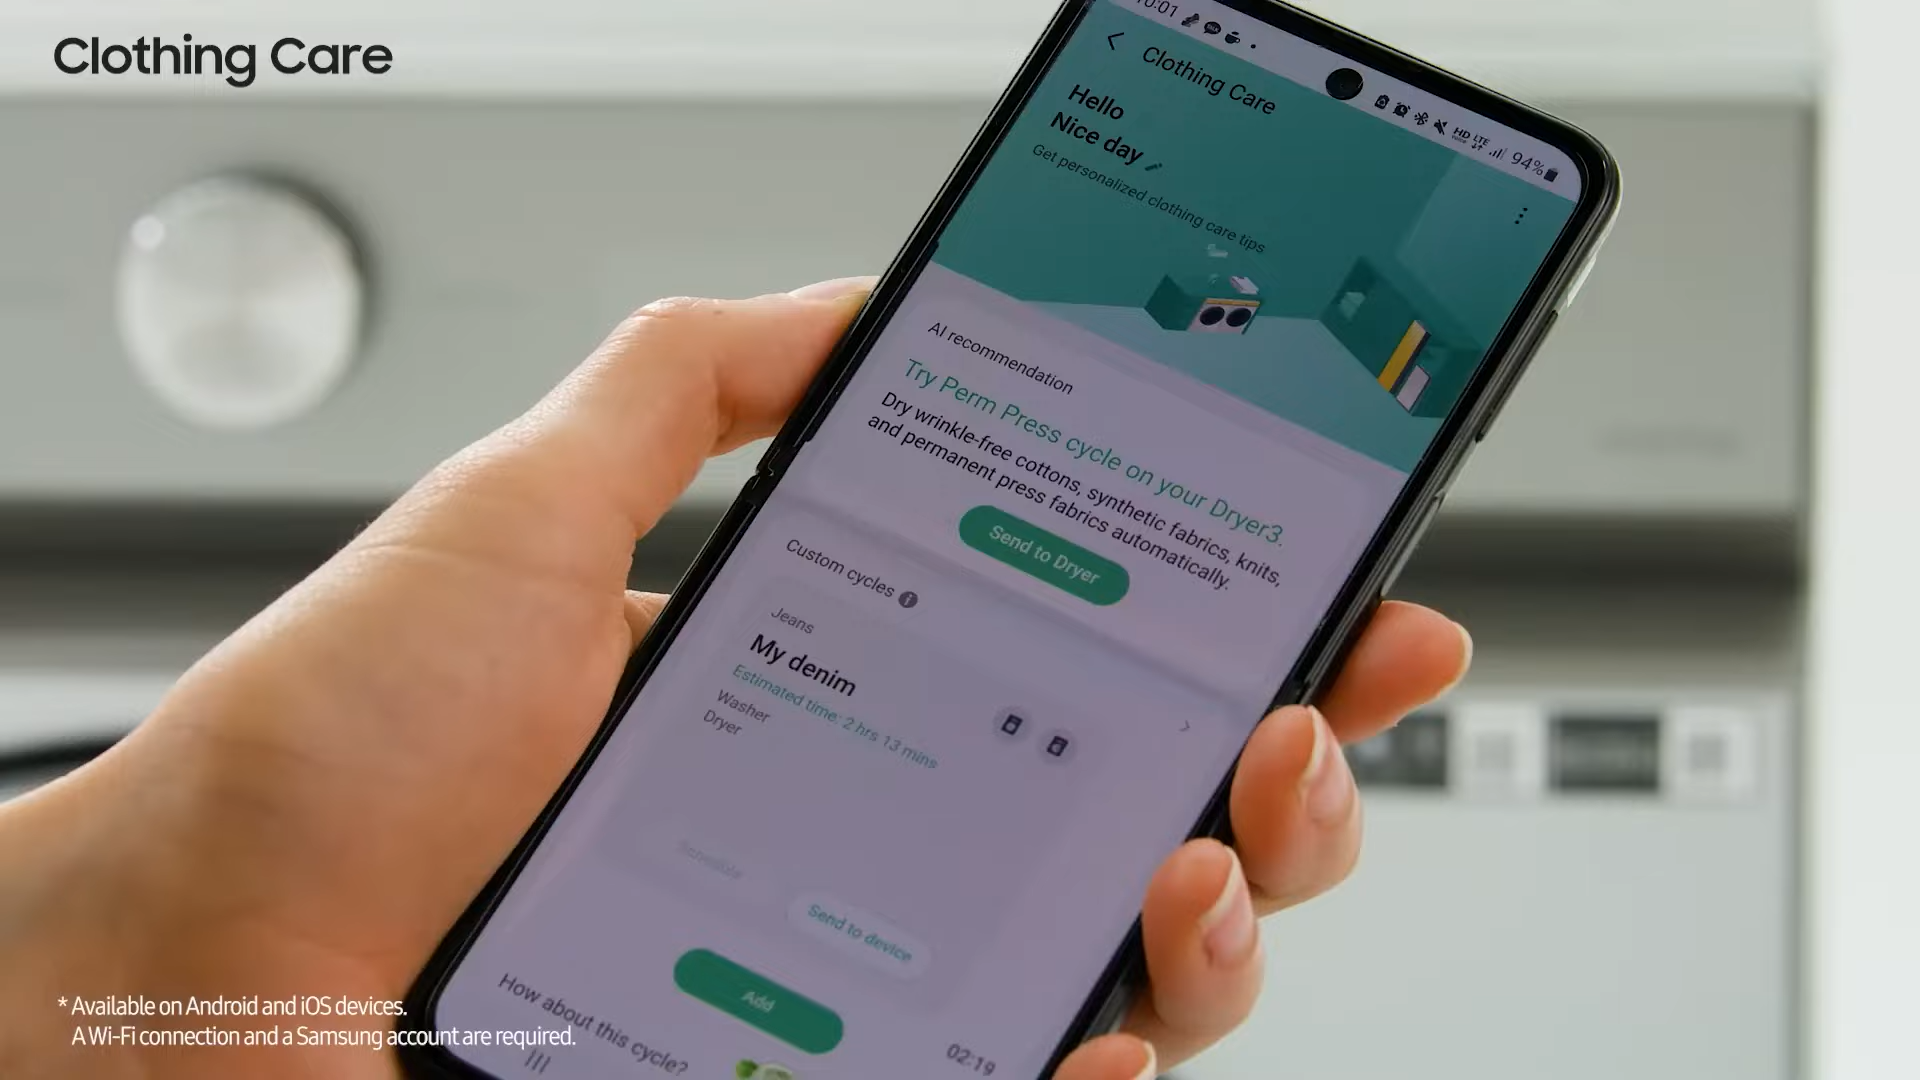 Clothing Care
10:01
94%
Clothing Care
Hello
Nice day
Get personalized clothing care tips
AI recommendation
Try Perm Press cycle on your Dryer3.
Dry wrinkle-free cottons, synthetic fabrics, knits,
and permanent press fabrics automatically.
Send to Dryer
Custom cycles
Jeans
My denim
Estimated time: 2 hrs 13 mins
Washer
Dryer
Schedule
Send to device
Add
How about this cycle?
02:19
* Available on Android and iOS devices.
A Wi-Fi connection and a Samsung account are required.